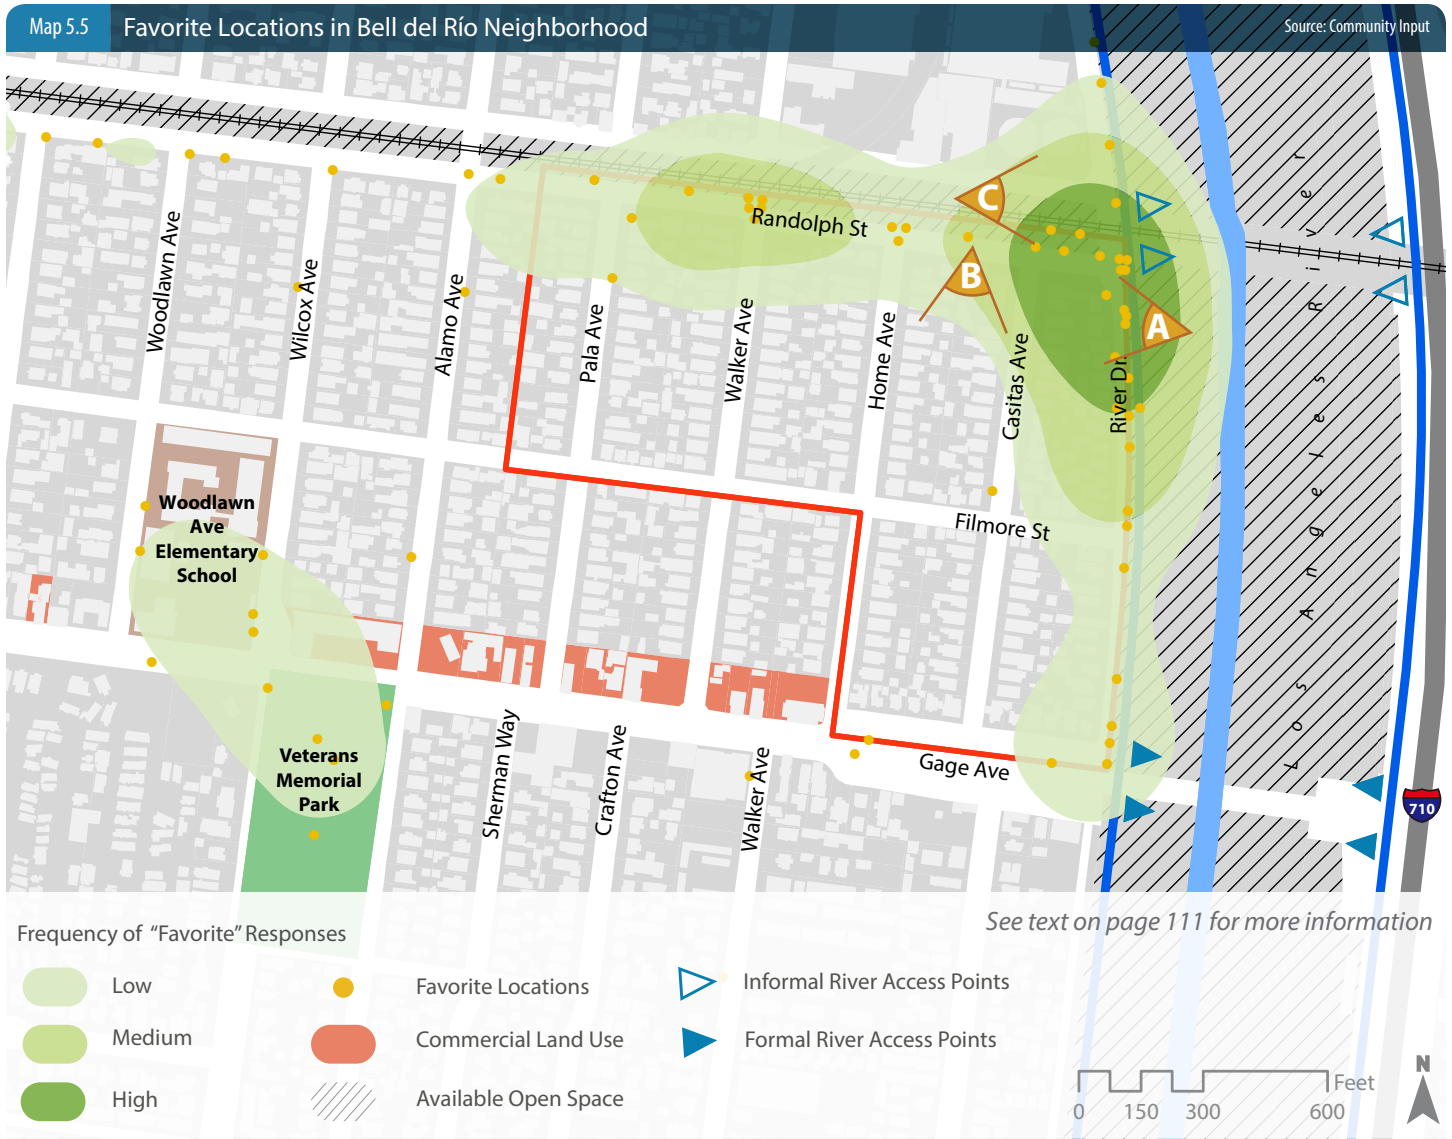 Map 5.5
Favorite Locations in Bell del Río Neighborhood
Source: Community Input
C
Randolph St
B
A
Woodlawn Ave
Wilcox Ave
Alamo Ave
Pala Ave
Walker Ave
Home Ave
Casitas Ave
River Dr.
Los Angeles River
Woodlawn
Ave
Elementary
School
Filmore St
Veterans
Memorial
Park
Sherman Way
Crafton Ave
Walker Ave
Gage Ave
710
See text on page 111 for more information
Frequency of "Favorite" Responses
Low
Medium
High
Favorite Locations
Commercial Land Use
Available Open Space
Informal River Access Points
Formal River Access Points
N
Feet
0 150 300 600